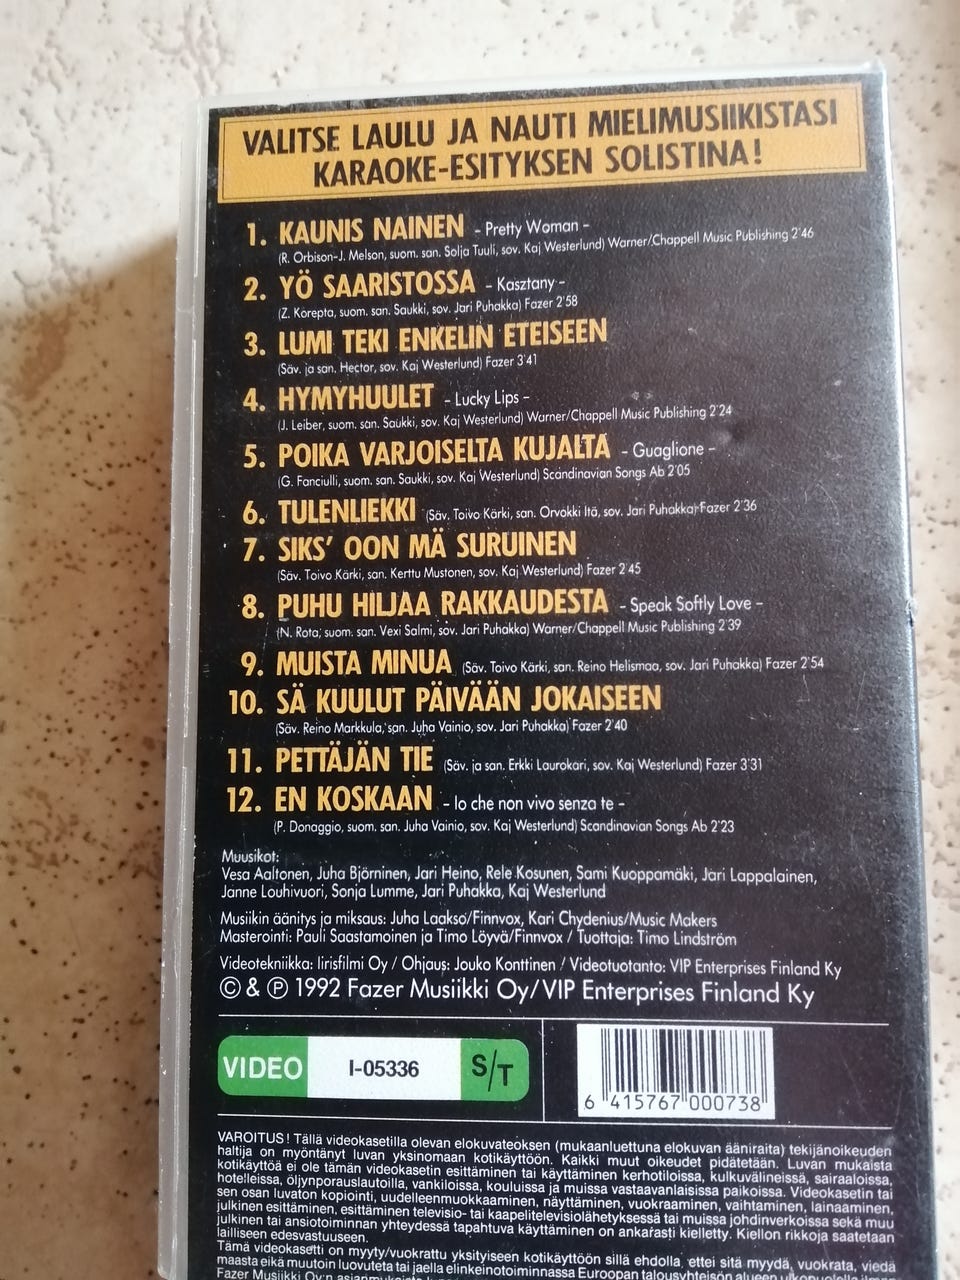 VALITSE LAULU JA NAUTI MIELIMUSIIKISTASI
KARAOKE-ESITYKSEN SOLISTINA!
1. KAUNIS NAINEN - Pretty Woman -
(R. Orbison-J. Melson, suom. san. Solja Tuuli, sov. Kaj Westerlund) Warner/Chappell Music Publishing 2'46
2. YÖ SAARISTOSSA - Kasztany -
(Z. Korepta, suom. san. Saukki, sov. Jari Puhakka) Fazer 2'58
3. LUMI TEKI ENKELIN ETEISEEN
(Säv. ja san. Hector, sov. Kaj Westerlund) Fazer 3'41
4. HYMYHUULET - Lucky Lips -
(J. Leiber, suom. san. Saukki, sov. Kaj Westerlund) Warner/Chappell Music Publishing 2'24
5. POIKA VARJOISELTA KUJALTA - Guaglione -
(G. Fanciulli, suom. san. Saukki, sov. Kaj Westerlund) Scandinavian Songs Ab 2'05
6. TULENLIEKKI (Säv. Toivo Kärki, san. Orvokki Itä, sov. Jari Puhakka) Fazer 2'36
7. SIKS' OON MÄ SURUINEN
(Säv. Toivo Kärki, san. Kerttu Mustonen, sov. Kaj Westerlund) Fazer 2'45
8. PUHU HILJAA RAKKAUDESTA - Speak Softly Love -
(N. Rota, suom. san. Vexi Salmi, sov. Jari Puhakka) Warner/Chappell Music Publishing 2'39
9. MUISTA MINUA (Säv. Toivo Kärki, san. Reino Helismaa, sov. Jari Puhakka) Fazer 2'54
10. SÄ KUULUT PÄIVÄÄN JOKAISEEN
(Säv. Reino Markkula, san. Juha Vainio, sov. Jari Puhakka) Fazer 2'40
11. PETTÄJÄN TIE (Säv. ja san. Erkki Laurokari, sov. Kaj Westerlund) Fazer 3'31
12. EN KOSKAAN - Io che non vivo senza te -
(P. Donaggio, suom. san. Juha Vainio, sov. Kaj Westerlund) Scandinavian Songs Ab 2'23
Muusikot:
Vesa Aaltonen, Juha Björninen, Jari Heino, Rele Kosunen, Sami Kuoppamäki, Jari Lappalainen,
Janne Louhivuori, Sonja Lumme, Jari Puhakka, Kaj Westerlund
Musiikin äänitys ja miksaus: Juha Laakso/Finnvox, Kari Chydenius/Music Makers
Masterointi: Pauli Saastamoinen ja Timo Löyvä/Finnvox / Tuottaja: Timo Lindström
Videotekniikka: Iirisfilmi Oy / Ohjaus: Jouko Konttinen / Videotuotanto: VIP Enterprises Finland Ky
© & ℗ 1992 Fazer Musiikki Oy/VIP Enterprises Finland Ky
VIDEO I-05336 S/T
6 415767 000738
VAROITUS! Tällä videokasetilla olevan elokuvateoksen (mukaanluettuna elokuvan ääniraita) tekijänoikeuden
haltija on myöntänyt luvan yksinomaan kotikäyttöön. Kaikki muut oikeudet pidätetään. Luvan mukaista
kotikäyttöä ei ole tämän videokasetin esittäminen tai käyttäminen kerhotiloissa, kulkuvälineissä, sairaaloissa,
hotelleissa, öljynporauslautoilla, vankiloissa, kouluissa ja muissa vastaavanlaisissa paikoissa. Videokasetin tai
sen osan luvaton kopiointi, uudelleenmuokkaaminen, näyttäminen, vuokraaminen, vaihtaminen, lainaaminen,
julkinen esittäminen, esittäminen televisio- tai kaapelitelevisiolähetyksessä tai muissa johdinverkoissa sekä muu
julkinen tai ansiotoiminnan yhteydessä tapahtuva käyttäminen on ankarasti kielletty. Kiellon rikkoja saatetaan
lailliseen edesvastuuseen.
Tämä videokasetti on myyty/vuokrattu yksityiseen kotikäyttöön sillä ehdolla, ettei sitä myydä, vuokrata, viedä
maasta eikä muutoin luovuteta tai jaella elinkeinotoiminnassa Euroopan talousyhteisön alueen ulkopuolelle
Fazer Musiikki Oy:n